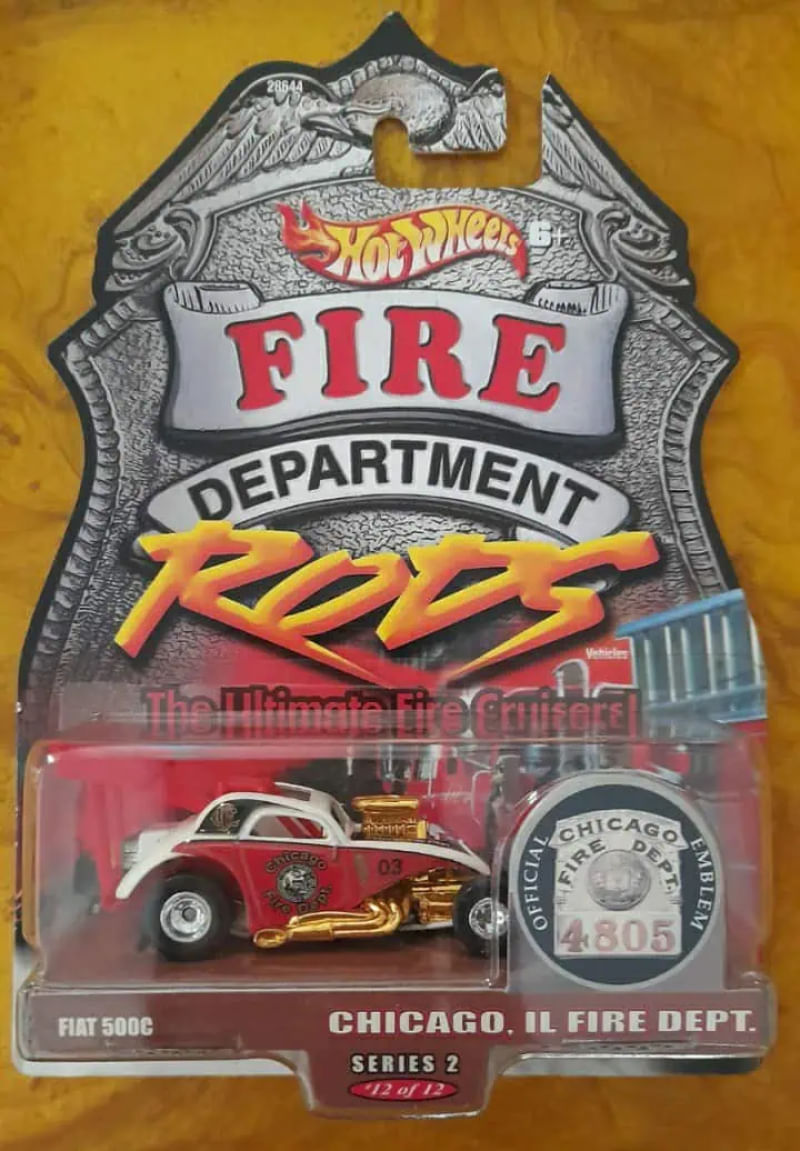 28644
Hot Wheels
6+
FIRE
DEPARTMENT
RODS
Vehicles
The Ultimate Fire Cruisers!
Chicago
Fire Dept.
03
OFFICIAL
EMBLEM
CHICAGO
FIRE DEPT.
4805
FIAT 500C
CHICAGO, IL FIRE DEPT.
SERIES 2
#12 of 12